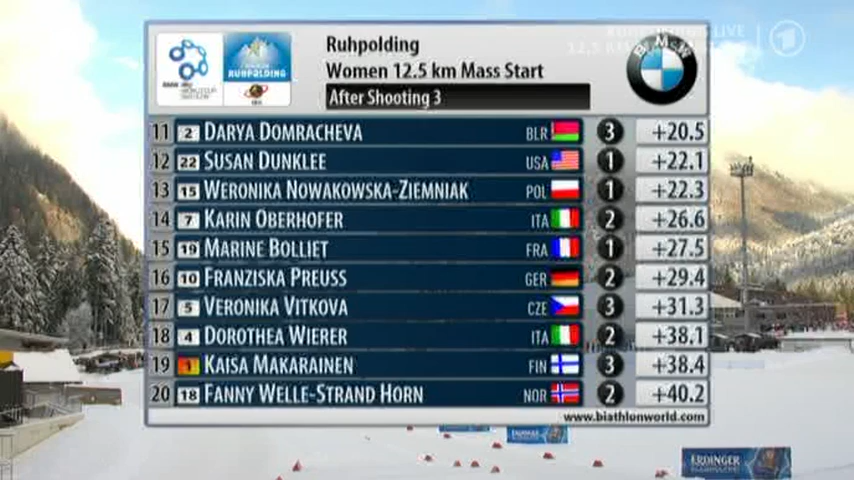 Ruhpolding
Women 12.5 km Mass Start
After Shooting 3
RUHPOLDING
BMW
11 2 DARYA DOMRACHEVA BLR 3 +20.5
12 22 SUSAN DUNKLEE USA 1 +22.1
13 15 WERONIKA NOWAKOWSKA-ZIEMNIAK POL 1 +22.3
14 7 KARIN OBERHOFER ITA 2 +26.6
15 19 MARINE BOLLIET FRA 1 +27.5
16 10 FRANZISKA PREUSS GER 2 +29.4
17 5 VERONIKA VITKOVA CZE 3 +31.3
18 4 DOROTHEA WIERER ITA 2 +38.1
19 1 KAISA MAKARAINEN FIN 3 +38.4
20 18 FANNY WELLE-STRAND HORN NOR 2 +40.2
www.biathlonworld.com
ERDINGER